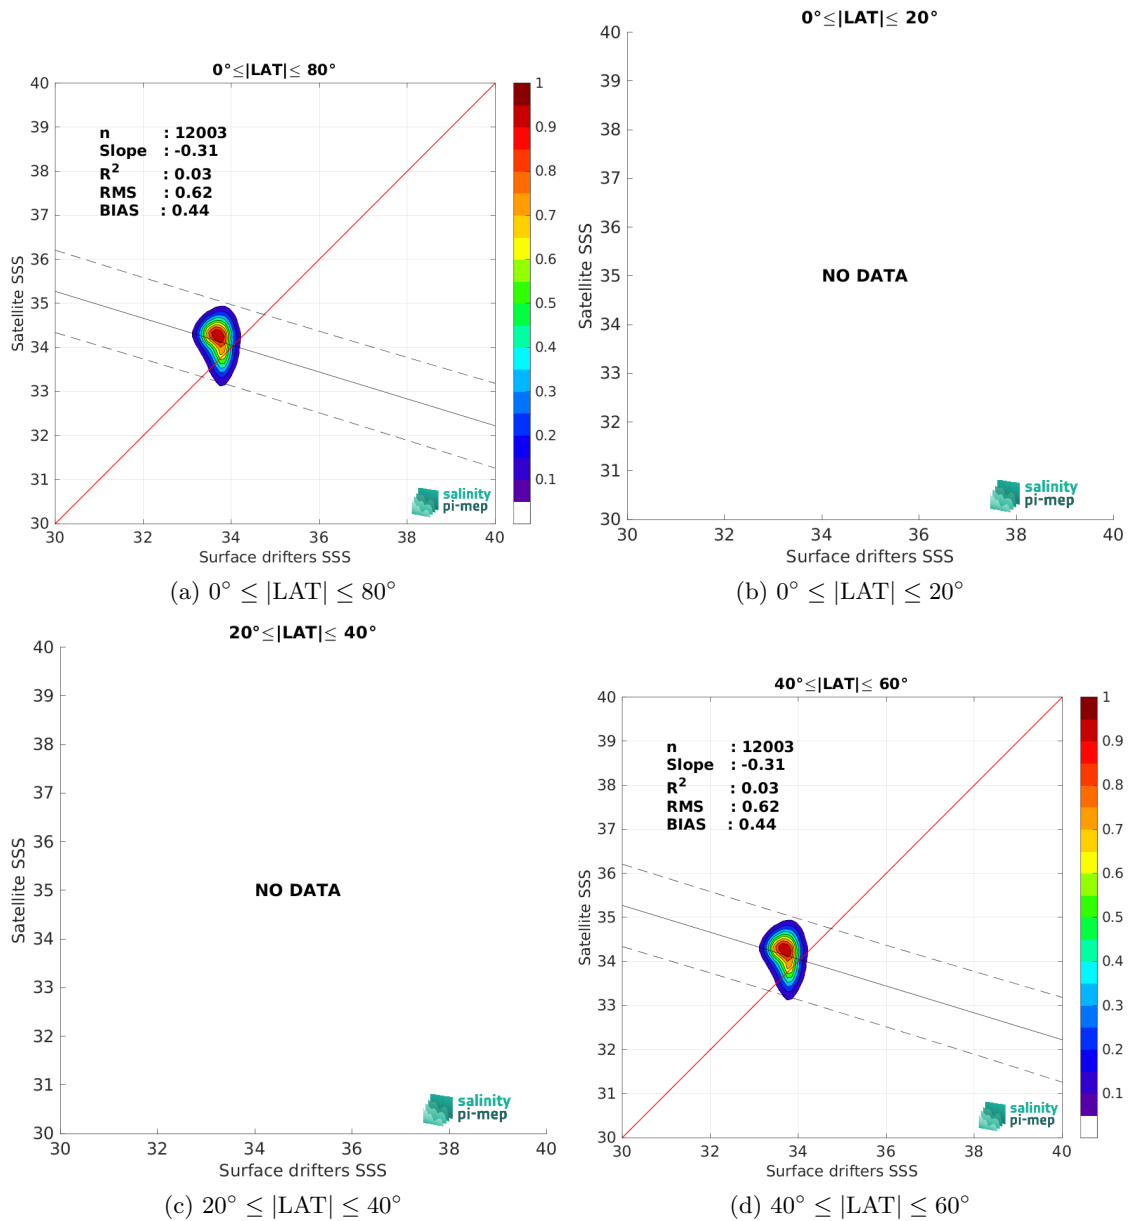 0°≤|LAT|≤ 80°
40
39
38
37
36
35
34
33
32
31
30
Satellite SSS
n : 12003
Slope : -0.31
R² : 0.03
RMS : 0.62
BIAS : 0.44
1
0.9
0.8
0.7
0.6
0.5
0.4
0.3
0.2
0.1
salinity
pi-mep
30 32 34 36 38 40
Surface drifters SSS
(a) 0° ≤ |LAT| ≤ 80°
0°≤|LAT|≤ 20°
40
39
38
37
36
35
34
33
32
31
30
Satellite SSS
NO DATA
salinity
pi-mep
30 32 34 36 38 40
Surface drifters SSS
(b) 0° ≤ |LAT| ≤ 20°
20°≤|LAT|≤ 40°
40
39
38
37
36
35
34
33
32
31
30
Satellite SSS
NO DATA
salinity
pi-mep
30 32 34 36 38 40
Surface drifters SSS
(c) 20° ≤ |LAT| ≤ 40°
40°≤|LAT|≤ 60°
40
39
38
37
36
35
34
33
32
31
30
Satellite SSS
n : 12003
Slope : -0.31
R² : 0.03
RMS : 0.62
BIAS : 0.44
1
0.9
0.8
0.7
0.6
0.5
0.4
0.3
0.2
0.1
salinity
pi-mep
30 32 34 36 38 40
Surface drifters SSS
(d) 40° ≤ |LAT| ≤ 60°